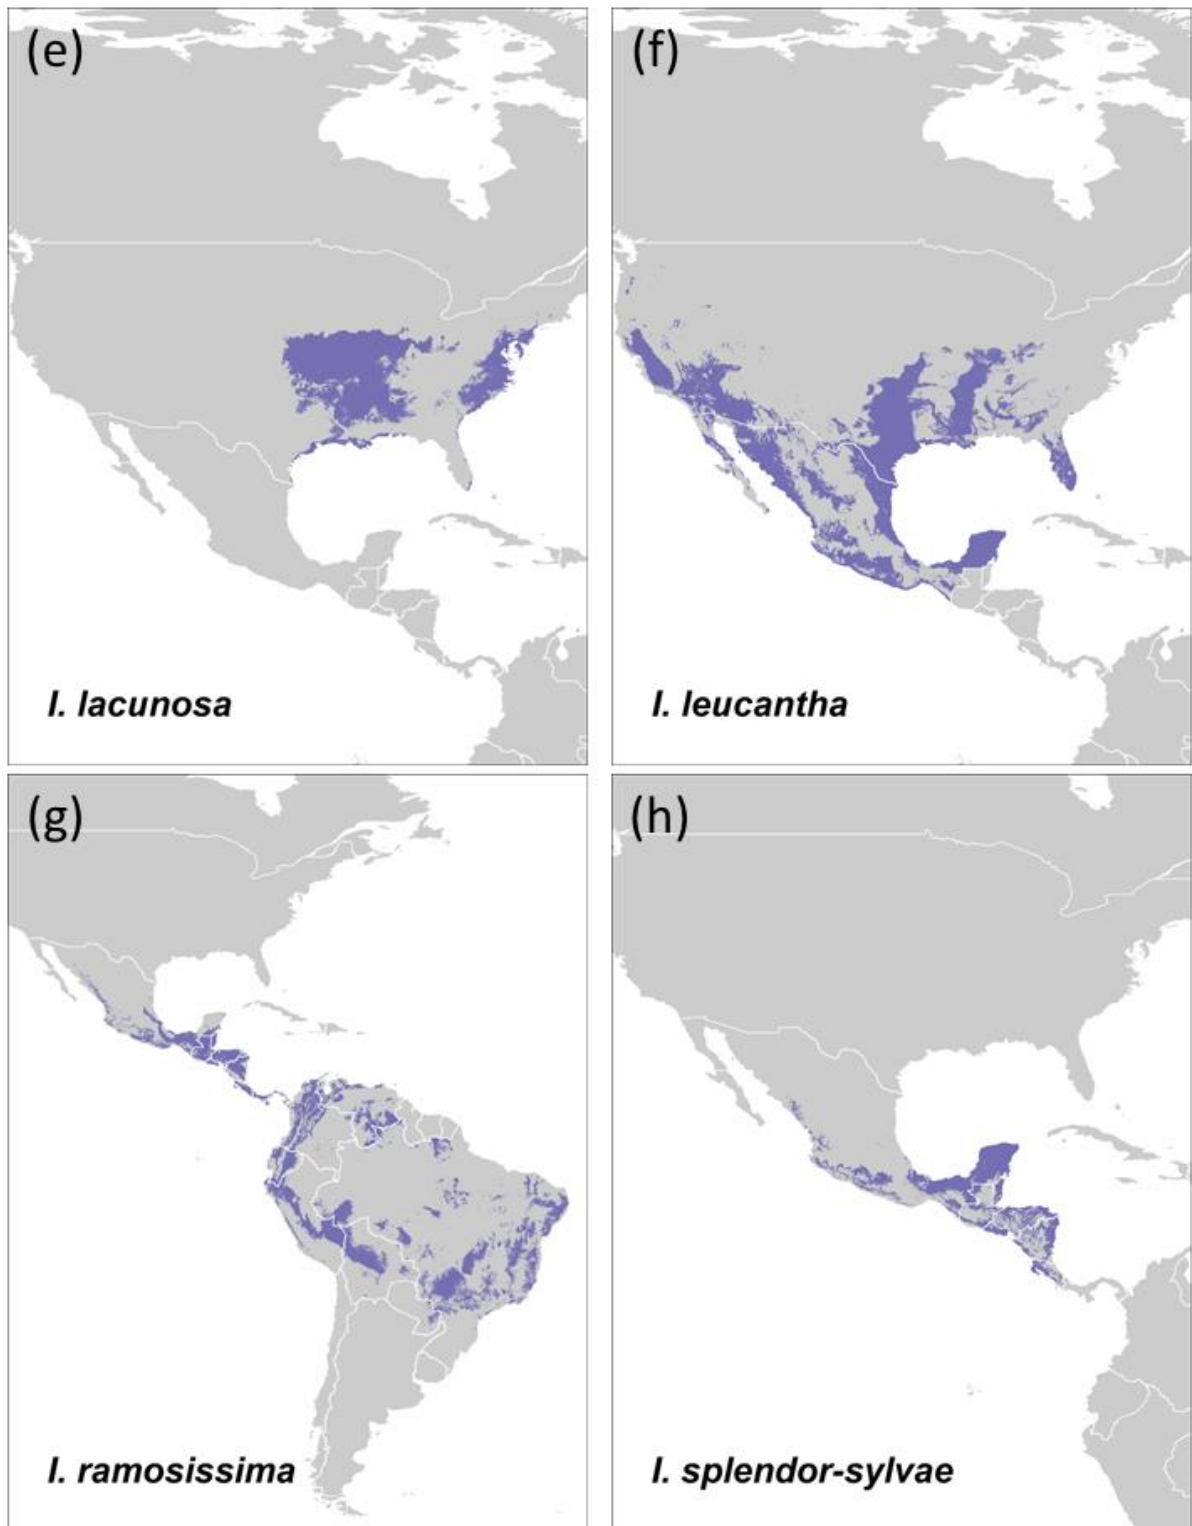 (e)
(f)
I. lacunosa
I. leucantha
(g)
(h)
I. ramosissima
I. splendor-sylvae